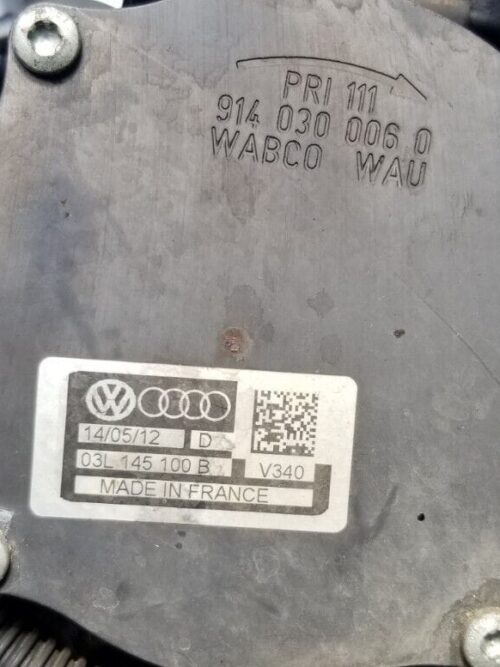 PRI 111
914 030 006 0
WABCO WAU
14/05/12 D
03L 145 100 B V340
MADE IN FRANCE